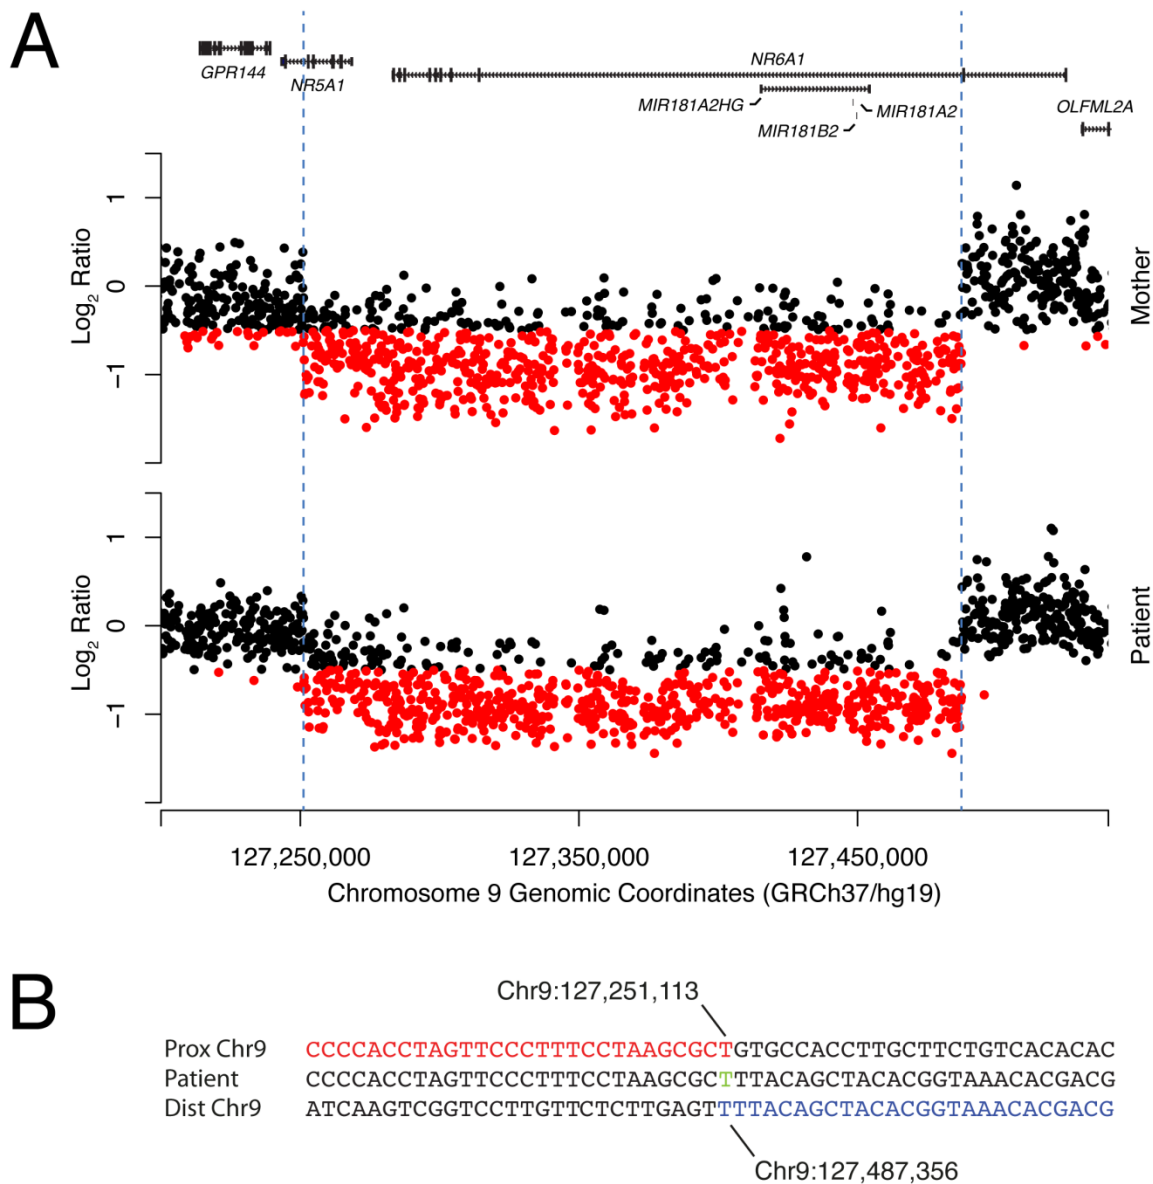 A
GPR144
NR5A1
NR6A1
MIR181A2HG
MIR181A2
MIR181B2
OLFML2A
1
0
−1
Log2 Ratio
Mother
1
0
−1
Log2 Ratio
Patient
127,250,000
127,350,000
127,450,000
Chromosome 9 Genomic Coordinates (GRCh37/hg19)
B
Chr9:127,251,113
Prox Chr9 CCCCACCTAGTTCCCTTTCCTAAGCGCTGTGCCACCTTGCTTCTGTCACACAC
Patient CCCCACCTAGTTCCCTTTCCTAAGCGCTTTACAGCTACACGGTAAACACGACG
Dist Chr9 ATCAAGTCGGTCCTTGTTCTCTTGAGTTTTACAGCTACACGGTAAACACGACG
Chr9:127,487,356